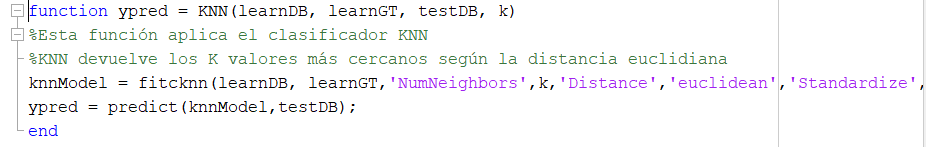 function ypred = KNN(learnDB, learnGT, testDB, k)
%Esta función aplica el clasificador KNN
%KNN devuelve los K valores más cercanos según la distancia euclidiana
knnModel = fitcknn(learnDB, learnGT,'NumNeighbors',k,'Distance','euclidean','Standardize',
ypred = predict(knnModel,testDB);
end